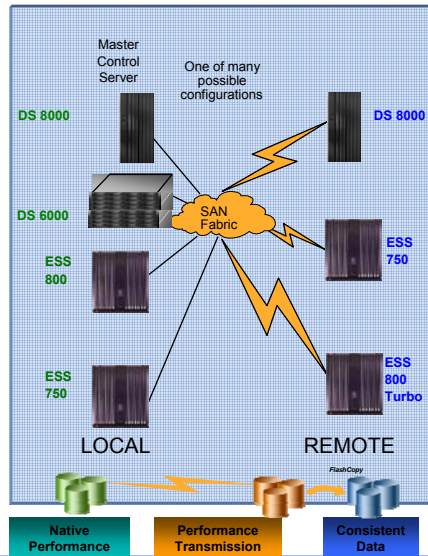 Master
Control
Server
One of many
possible
configurations
DS 8000
DS 8000
DS 6000
SAN
Fabric
ESS
800
ESS
750
ESS
750
ESS
800
Turbo
LOCAL
REMOTE
FlashCopy
Native
Performance
Performance
Transmission
Consistent
Data